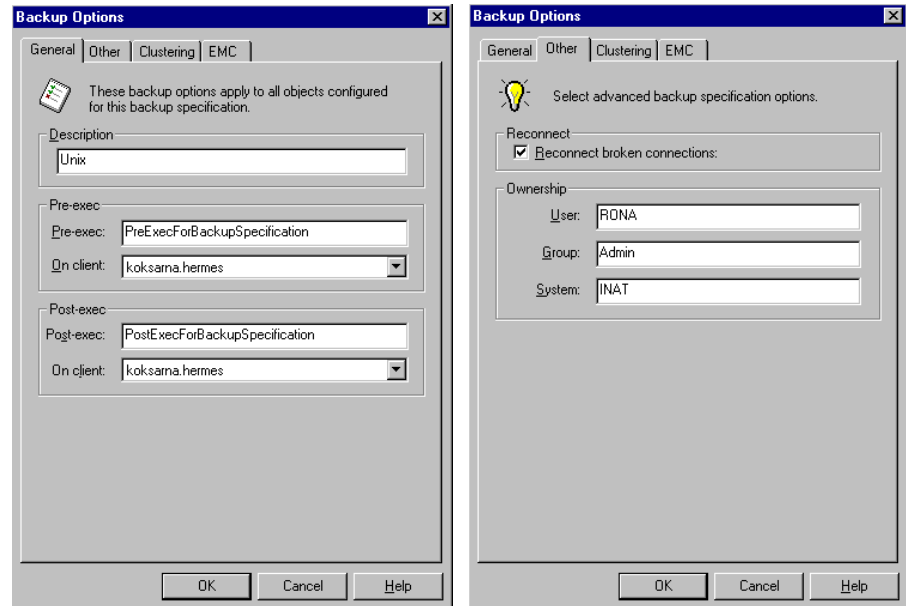 Backup Options
General Other Clustering EMC
These backup options apply to all objects configured
for this backup specification.
Description
Unix
Pre-exec
Pre-exec: PreExecForBackupSpecification
On client: koksarna.hermes
Post-exec
Post-exec: PostExecForBackupSpecification
On client: koksarna.hermes
OK Cancel Help
Backup Options
General Other Clustering EMC
Select advanced backup specification options.
Reconnect
Reconnect broken connections:
Ownership
User: RONA
Group: Admin
System: INAT
OK Cancel Help